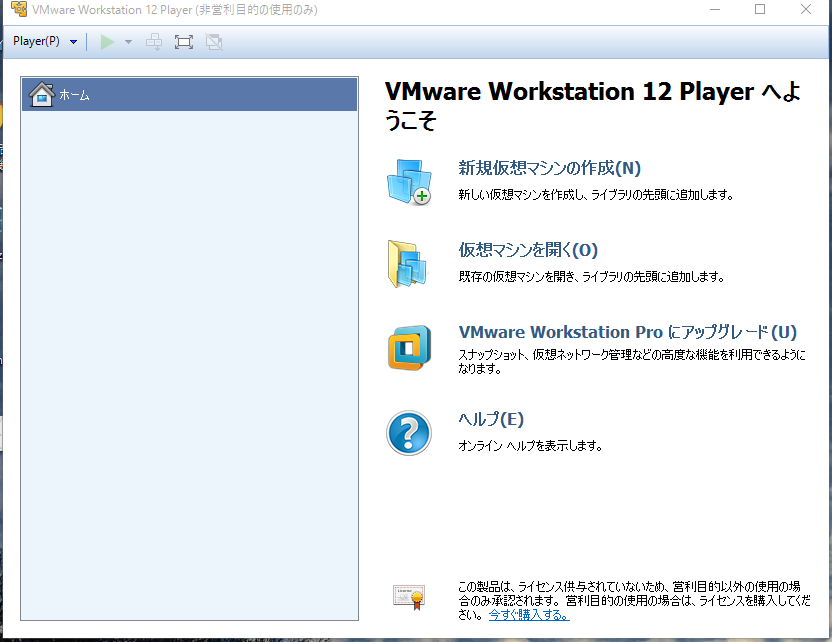 VMware Workstation 12 Player (非営利目的の使用のみ)
Player(P)
ホーム
VMware Workstation 12 Player へよ
うこそ
新規仮想マシンの作成(N)
新しい仮想マシンを作成し、ライブラリの先頭に追加します。
仮想マシンを開く(O)
既存の仮想マシンを開き、ライブラリの先頭に追加します。
VMware Workstation Pro にアップグレード(U)
スナップショット、仮想ネットワーク管理などの高度な機能を利用できるように
なります。
ヘルプ(E)
オンライン ヘルプを表示します。
この製品は、ライセンス供与されていないため、営利目的以外の使用の場
合のみ承認されます。営利目的の使用の場合は、ライセンスを購入してくだ
さい。 今すぐ購入する。